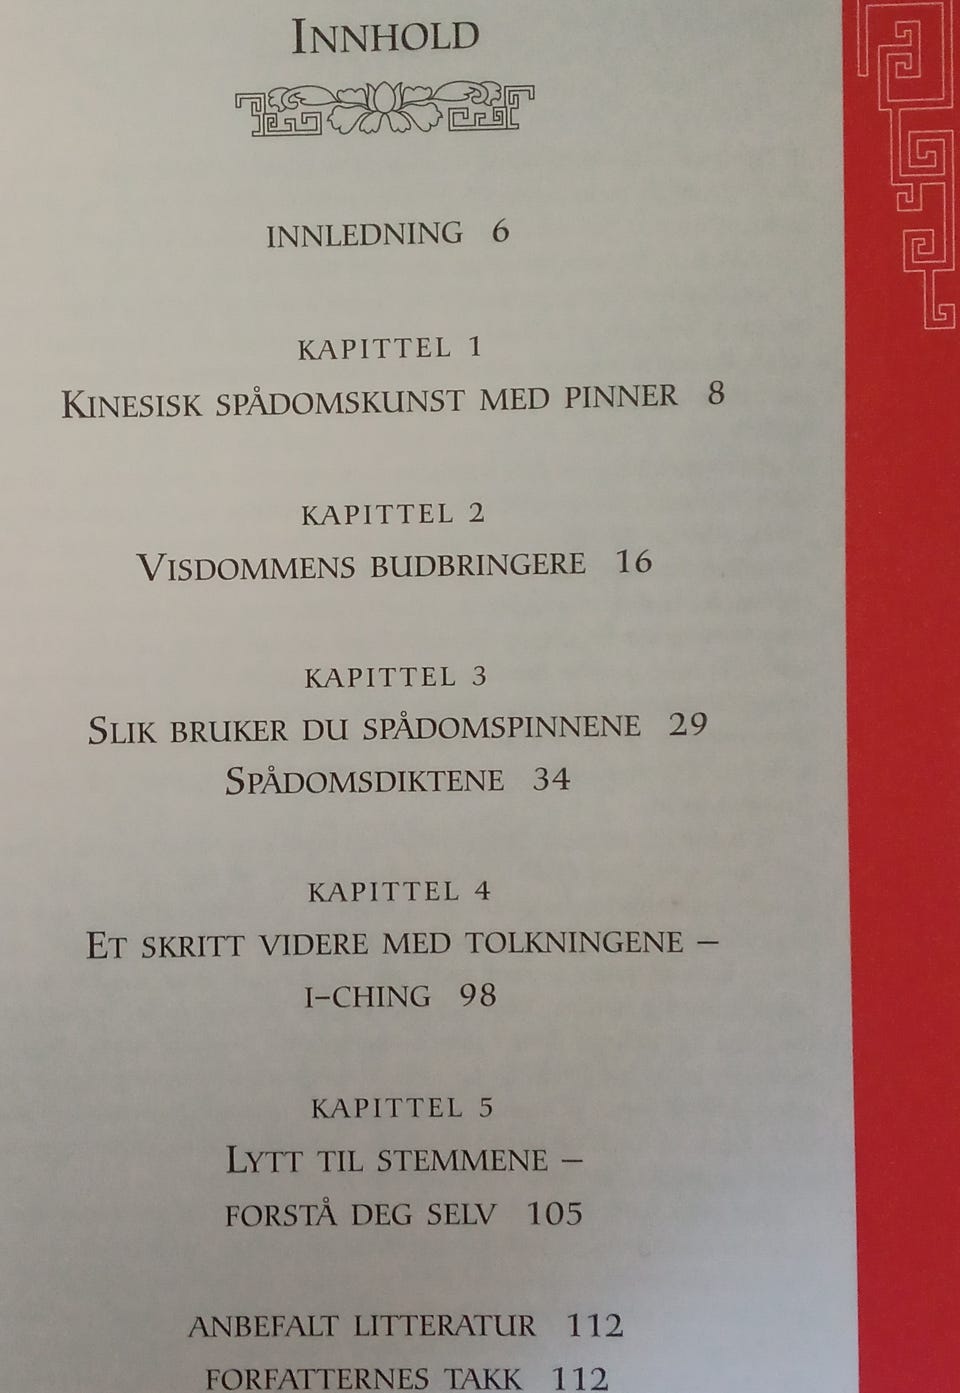 INNHOLD
INNLEDNING 6
KAPITTEL 1
KINESISK SPÅDOMSKUNST MED PINNER 8
KAPITTEL 2
VISDOMMENS BUDBRINGERE 16
KAPITTEL 3
SLIK BRUKER DU SPÅDOMSPINNENE 29
SPÅDOMSDIKTENE 34
KAPITTEL 4
ET SKRITT VIDERE MED TOLKNINGENE –
I–CHING 98
KAPITTEL 5
LYTT TIL STEMMENE –
FORSTÅ DEG SELV 105
ANBEFALT LITTERATUR 112
FORFATTERNES TAKK 112